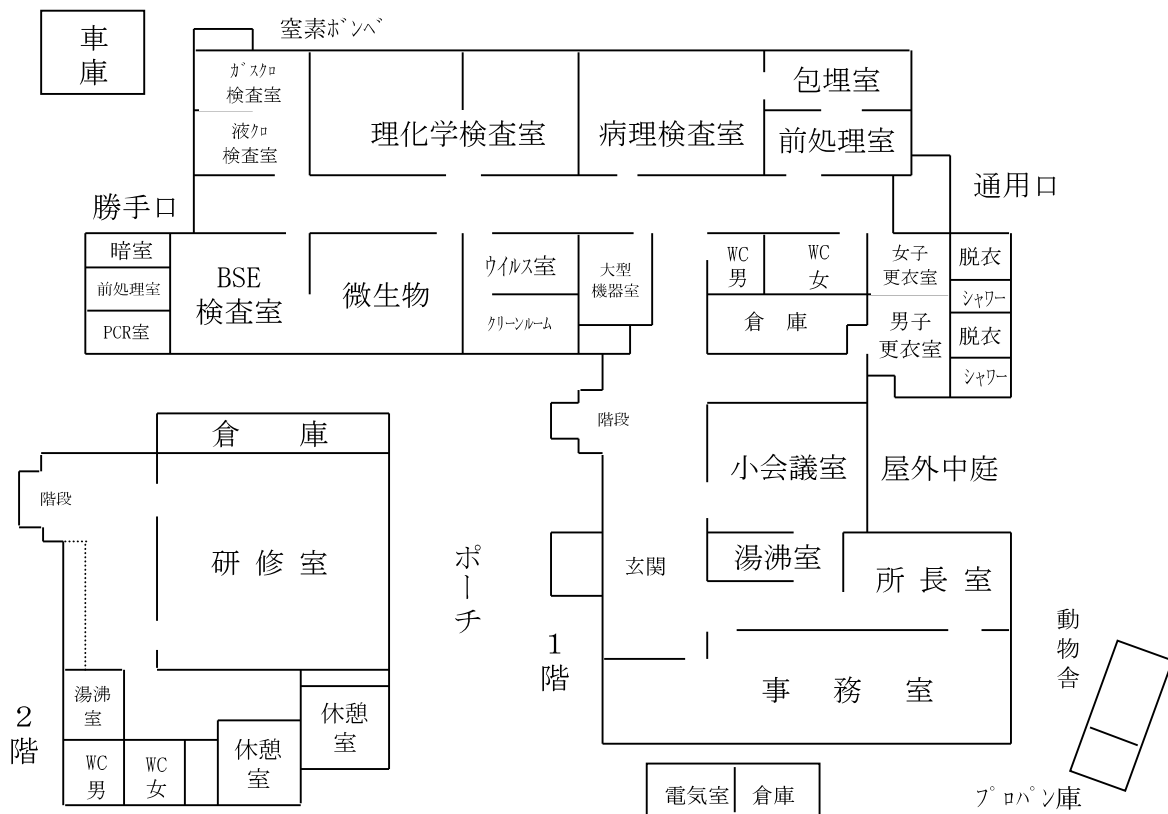 車
庫
窒素ﾎﾞﾝﾍﾞ
ｶﾞｽｸﾛ
検査室
液ｸﾛ
検査室
理化学検査室
病理検査室
包埋室
前処理室
通用口
勝手口
暗室
前処理室
PCR室
BSE
検査室
微生物
ｳｲﾙｽ室
ｸﾘｰﾝﾙｰﾑ
大型
機器室
WC
男
WC
女
倉　庫
女子
更衣室
男子
更衣室
脱衣
ｼｬﾜｰ
脱衣
ｼｬﾜｰ
階段
小会議室
屋外中庭
湯沸室
玄関
所長室
事　務　室
ポーチ
1
階
倉　　庫
階段
研 修 室
湯沸
室
休憩
室
休憩
室
WC
男
WC
女
2
階
電気室
倉庫
動物舎
ﾌﾟﾛﾊﾟﾝ庫